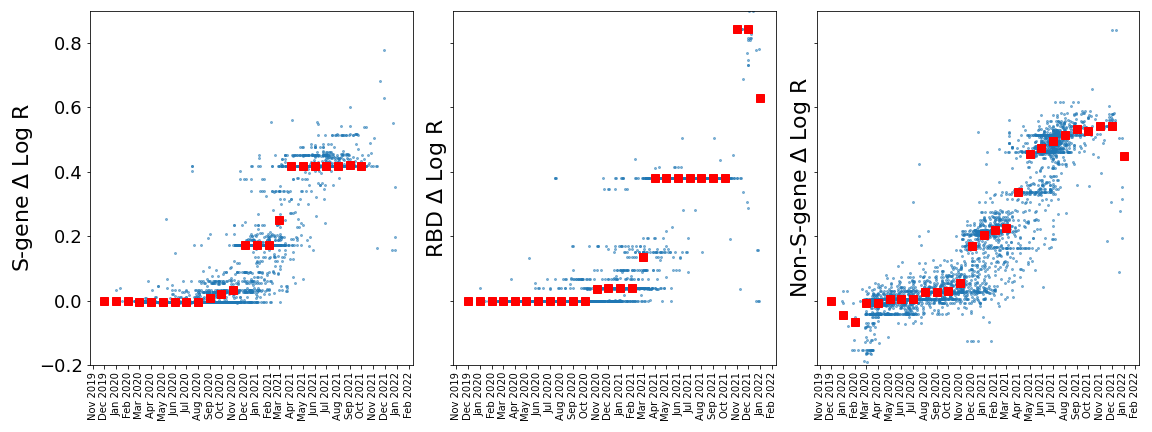 S-gene Δ Log R
0.8
0.6
0.4
0.2
0.0
−0.2
Nov 2019
Dec 2019
Jan 2020
Feb 2020
Mar 2020
Apr 2020
May 2020
Jun 2020
Jul 2020
Aug 2020
Sep 2020
Oct 2020
Nov 2020
Dec 2020
Jan 2021
Feb 2021
Mar 2021
Apr 2021
May 2021
Jun 2021
Jul 2021
Aug 2021
Sep 2021
Oct 2021
Nov 2021
Dec 2021
Jan 2022
Feb 2022
RBD Δ Log R
Nov 2019
Dec 2019
Jan 2020
Feb 2020
Mar 2020
Apr 2020
May 2020
Jun 2020
Jul 2020
Aug 2020
Sep 2020
Oct 2020
Nov 2020
Dec 2020
Jan 2021
Feb 2021
Mar 2021
Apr 2021
May 2021
Jun 2021
Jul 2021
Aug 2021
Sep 2021
Oct 2021
Nov 2021
Dec 2021
Jan 2022
Feb 2022
Non-S-gene Δ Log R
Nov 2019
Dec 2019
Jan 2020
Feb 2020
Mar 2020
Apr 2020
May 2020
Jun 2020
Jul 2020
Aug 2020
Sep 2020
Oct 2020
Nov 2020
Dec 2020
Jan 2021
Feb 2021
Mar 2021
Apr 2021
May 2021
Jun 2021
Jul 2021
Aug 2021
Sep 2021
Oct 2021
Nov 2021
Dec 2021
Jan 2022
Feb 2022